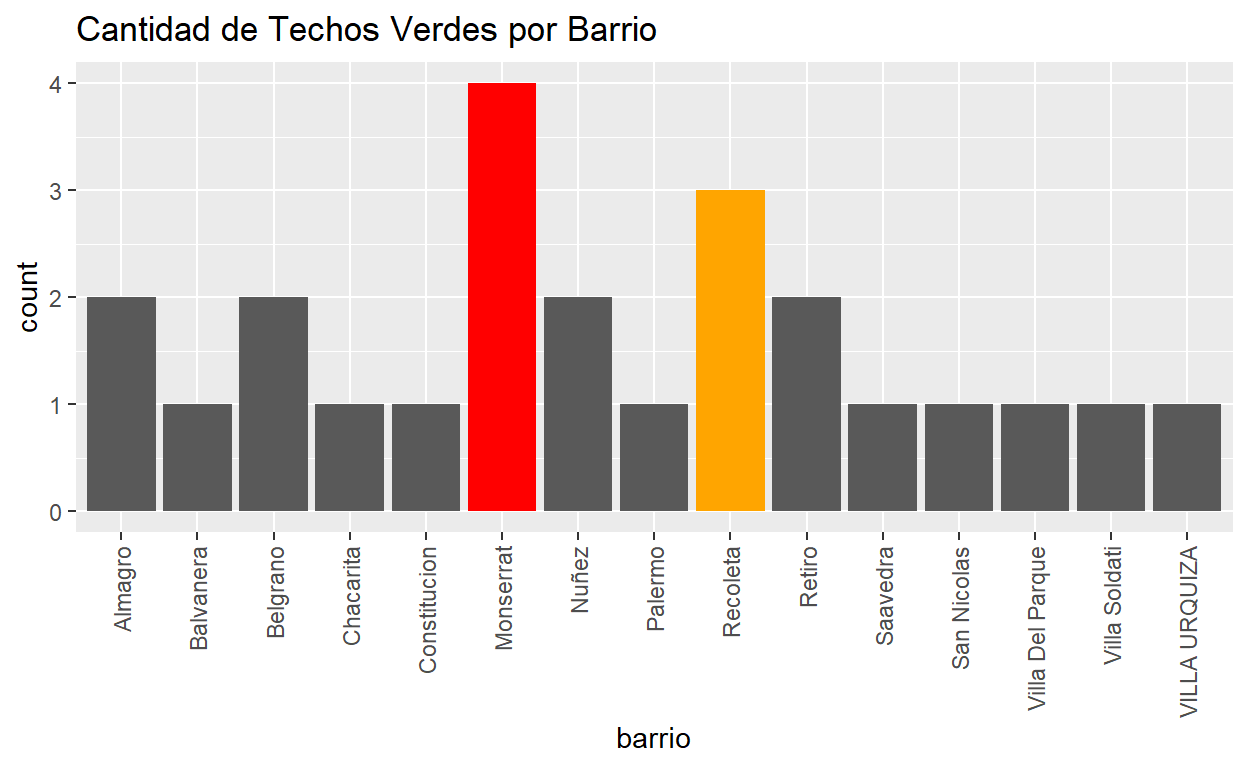 Cantidad de Techos Verdes por Barrio
4
3
2
1
0
count
Almagro
Balvanera
Belgrano
Chacarita
Constitucion
Monserrat
Nuñez
Palermo
Recoleta
Retiro
Saavedra
San Nicolas
Villa Del Parque
Villa Soldati
VILLA URQUIZA
barrio